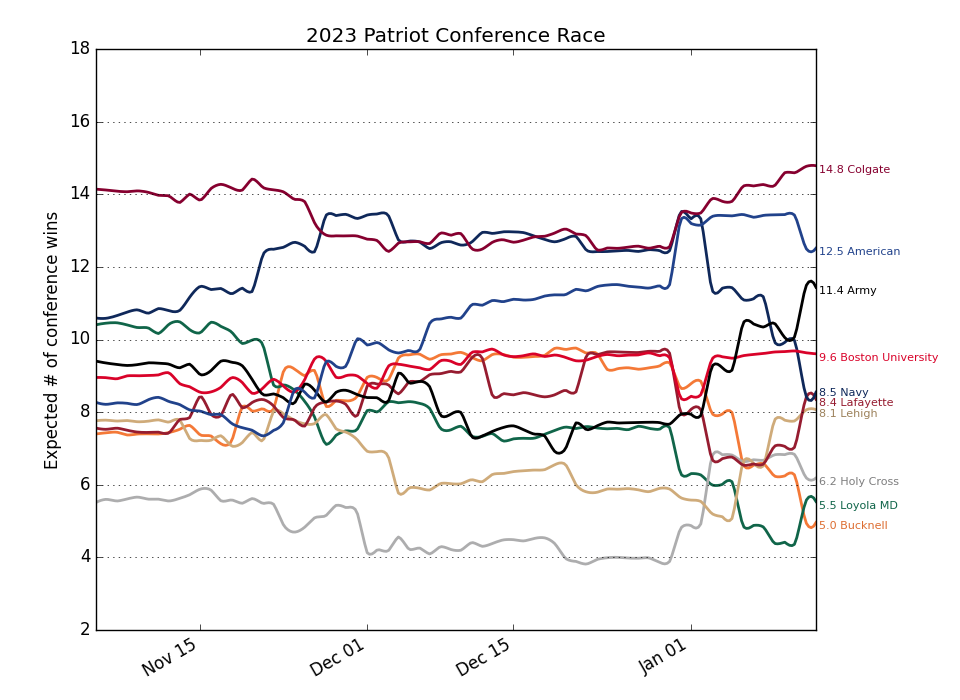 2023 Patriot Conference Race
Expected # of conference wins
18
16
14
12
10
8
6
4
2
Nov 15
Dec 01
Dec 15
Jan 01
14.8 Colgate
12.5 American
11.4 Army
9.6 Boston University
8.5 Navy
8.4 Lafayette
8.1 Lehigh
6.2 Holy Cross
5.5 Loyola MD
5.0 Bucknell